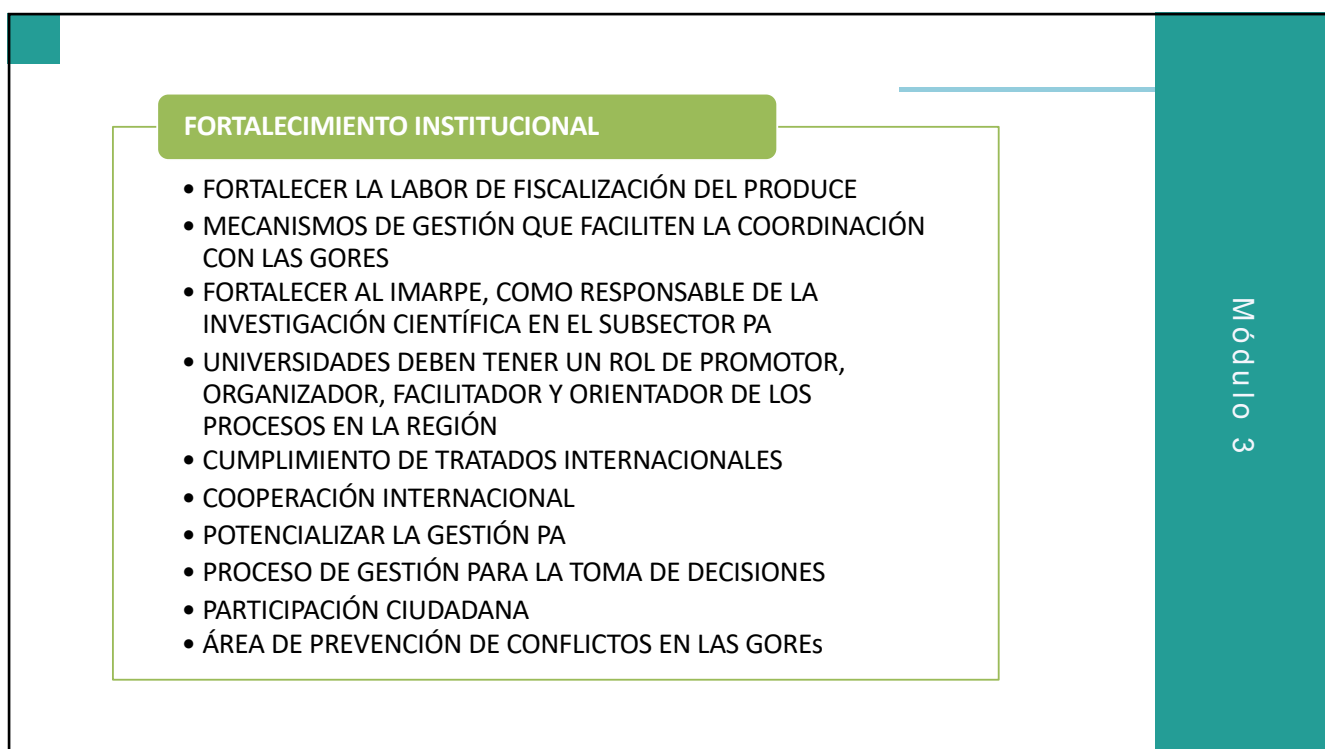 FORTALECIMIENTO INSTITUCIONAL
• FORTALECER LA LABOR DE FISCALIZACIÓN DEL PRODUCE
• MECANISMOS DE GESTIÓN QUE FACILITEN LA COORDINACIÓN
CON LAS GORES
• FORTALECER AL IMARPE, COMO RESPONSABLE DE LA
INVESTIGACIÓN CIENTÍFICA EN EL SUBSECTOR PA
• UNIVERSIDADES DEBEN TENER UN ROL DE PROMOTOR,
ORGANIZADOR, FACILITADOR Y ORIENTADOR DE LOS
PROCESOS EN LA REGIÓN
• CUMPLIMIENTO DE TRATADOS INTERNACIONALES
• COOPERACIÓN INTERNACIONAL
• POTENCIALIZAR LA GESTIÓN PA
• PROCESO DE GESTIÓN PARA LA TOMA DE DECISIONES
• PARTICIPACIÓN CIUDADANA
• ÁREA DE PREVENCIÓN DE CONFLICTOS EN LAS GOREs
Módulo 3